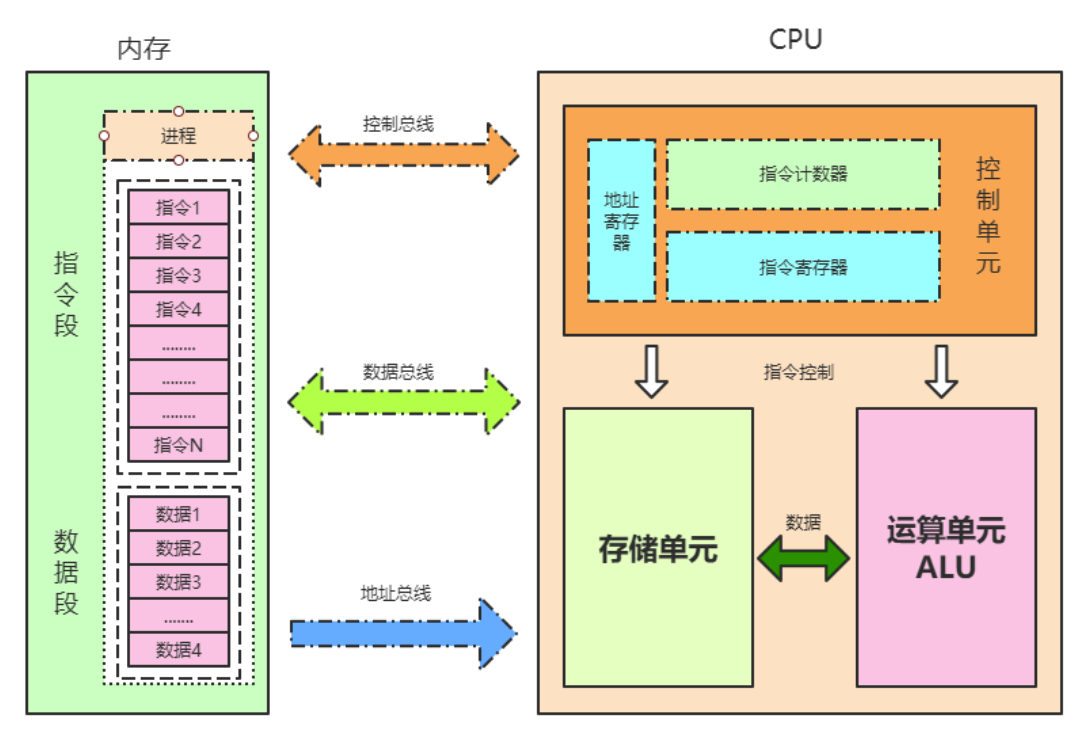 内存
CPU
进程
指令段
指令1
指令2
指令3
指令4
........
........
........
指令N
数据段
数据1
数据2
数据3
.......
数据4
控制总线
数据总线
地址总线
地址
寄存
器
指令计数器
指令寄存器
控制单元
指令控制
存储单元
数据
运算单元
ALU